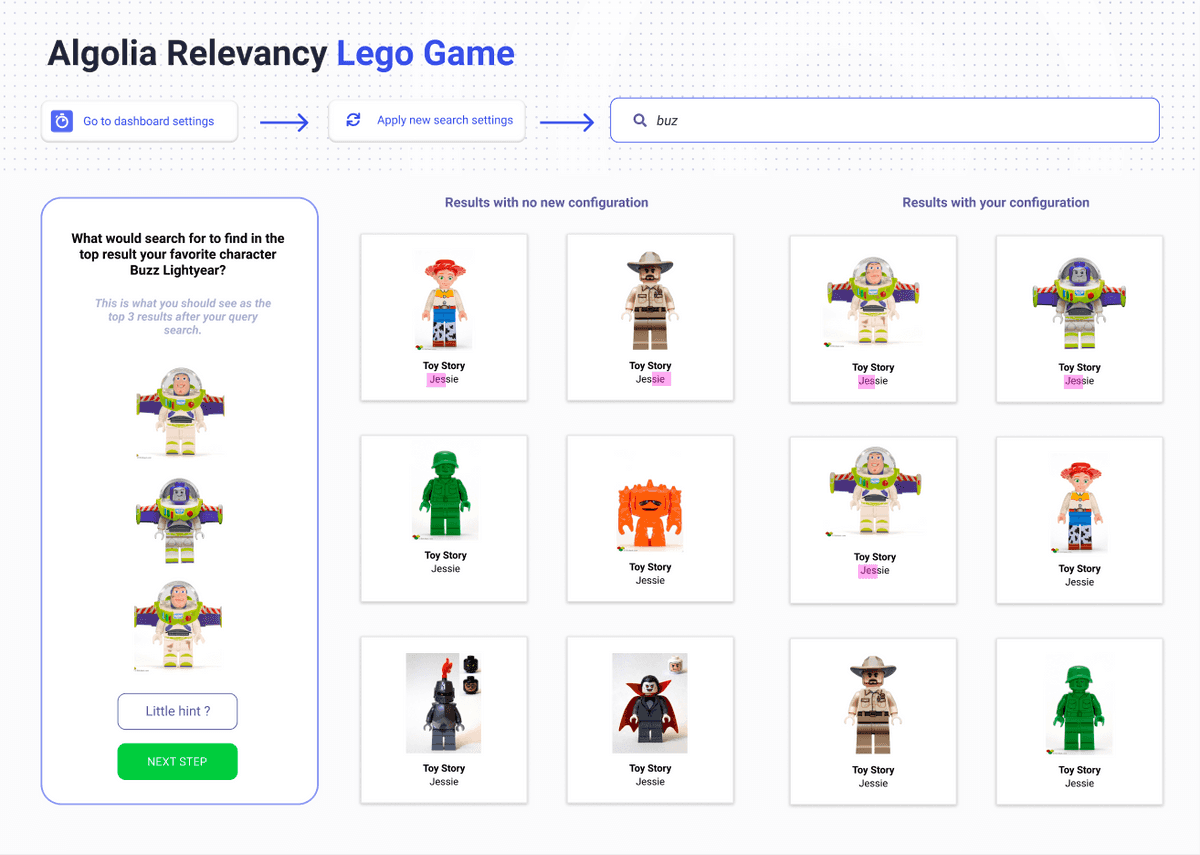 Algolia Relevancy Lego Game
Go to dashboard settings
Apply new search settings
buz
What would search for to find in the
top result your favorite character
Buzz Lightyear?
This is what you should see as the
top 3 results after your query
search.
Little hint ?
NEXT STEP
Results with no new configuration
Toy Story
Jessie
Toy Story
Jessie
Toy Story
Jessie
Toy Story
Jessie
Toy Story
Jessie
Toy Story
Jessie
Results with your configuration
Toy Story
Jessie
Toy Story
Jessie
Toy Story
Jessie
Toy Story
Jessie
Toy Story
Jessie
Toy Story
Jessie